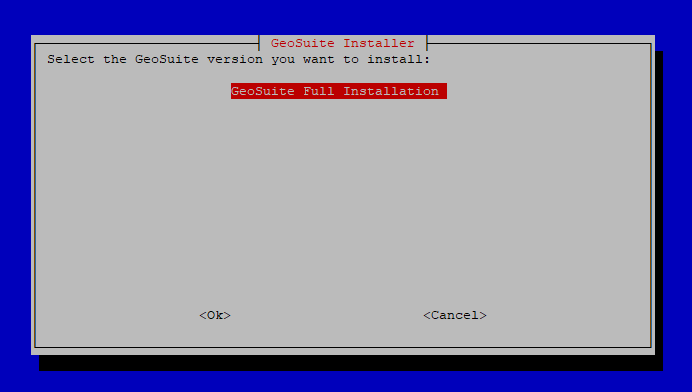 GeoSuite Installer
Select the GeoSuite version you want to install:
GeoSuite Full Installation
<Ok> <Cancel>